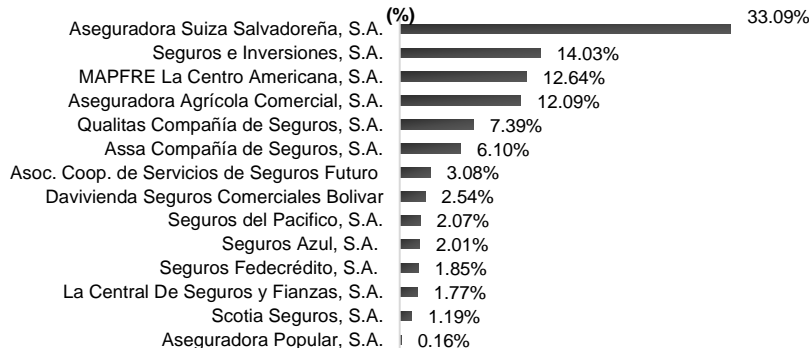 (%)
Aseguradora Suiza Salvadoreña, S.A. 33.09%
Seguros e Inversiones, S.A. 14.03%
MAPFRE La Centro Americana, S.A. 12.64%
Aseguradora Agrícola Comercial, S.A. 12.09%
Qualitas Compañía de Seguros, S.A. 7.39%
Assa Compañía de Seguros, S.A. 6.10%
Asoc. Coop. de Servicios de Seguros Futuro 3.08%
Davivienda Seguros Comerciales Bolivar 2.54%
Seguros del Pacifico, S.A. 2.07%
Seguros Azul, S.A. 2.01%
Seguros Fedecrédito, S.A. 1.85%
La Central De Seguros y Fianzas, S.A. 1.77%
Scotia Seguros, S.A. 1.19%
Aseguradora Popular, S.A. 0.16%